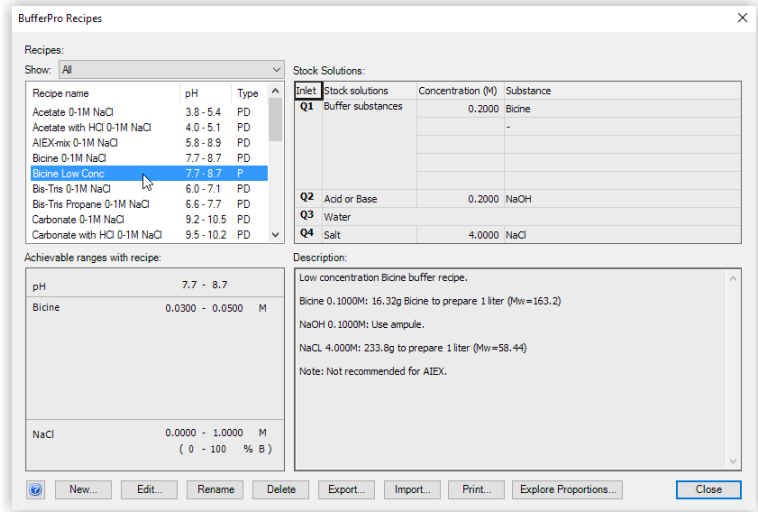 BufferPro Recipes
Recipes:
Show: All
Recipe name pH Type
Acetate 0-1M NaCl 3.8 - 5.4 PD
Acetate with HCl 0-1M NaCl 4.0 - 5.1 PD
AIEX-mix 0-1M NaCl 5.8 - 8.9 PD
Bicine 0-1M NaCl 7.7 - 8.7 PD
Bicine Low Conc 7.7 - 8.7 P
Bis-Tris 0-1M NaCl 6.0 - 7.1 PD
Bis-Tris Propane 0-1M NaCl 6.6 - 7.7 PD
Carbonate 0-1M NaCl 9.2 - 10.5 PD
Carbonate with HCl 0-1M NaCl 9.5 - 10.2 PD
Stock Solutions:
Inlet Stock solutions Concentration (M) Substance
Q1 Buffer substances 0.2000 Bicine
-
Q2 Acid or Base 0.2000 NaOH
Q3 Water
Q4 Salt 4.0000 NaCl
Achievable ranges with recipe:
pH 7.7 - 8.7
Bicine 0.0300 - 0.0500 M
NaCl 0.0000 - 1.0000 M
( 0 - 100 % B )
Description:
Low concentration Bicine buffer recipe.
Bicine 0.1000M: 16.32g Bicine to prepare 1 liter (Mw=163.2)
NaOH 0.1000M: Use ampule.
NaCL 4.000M: 233.8g to prepare 1 liter (Mw=58.44)
Note: Not recommended for AIEX.
? New... Edit... Rename Delete Export... Import... Print... Explore Proportions... Close